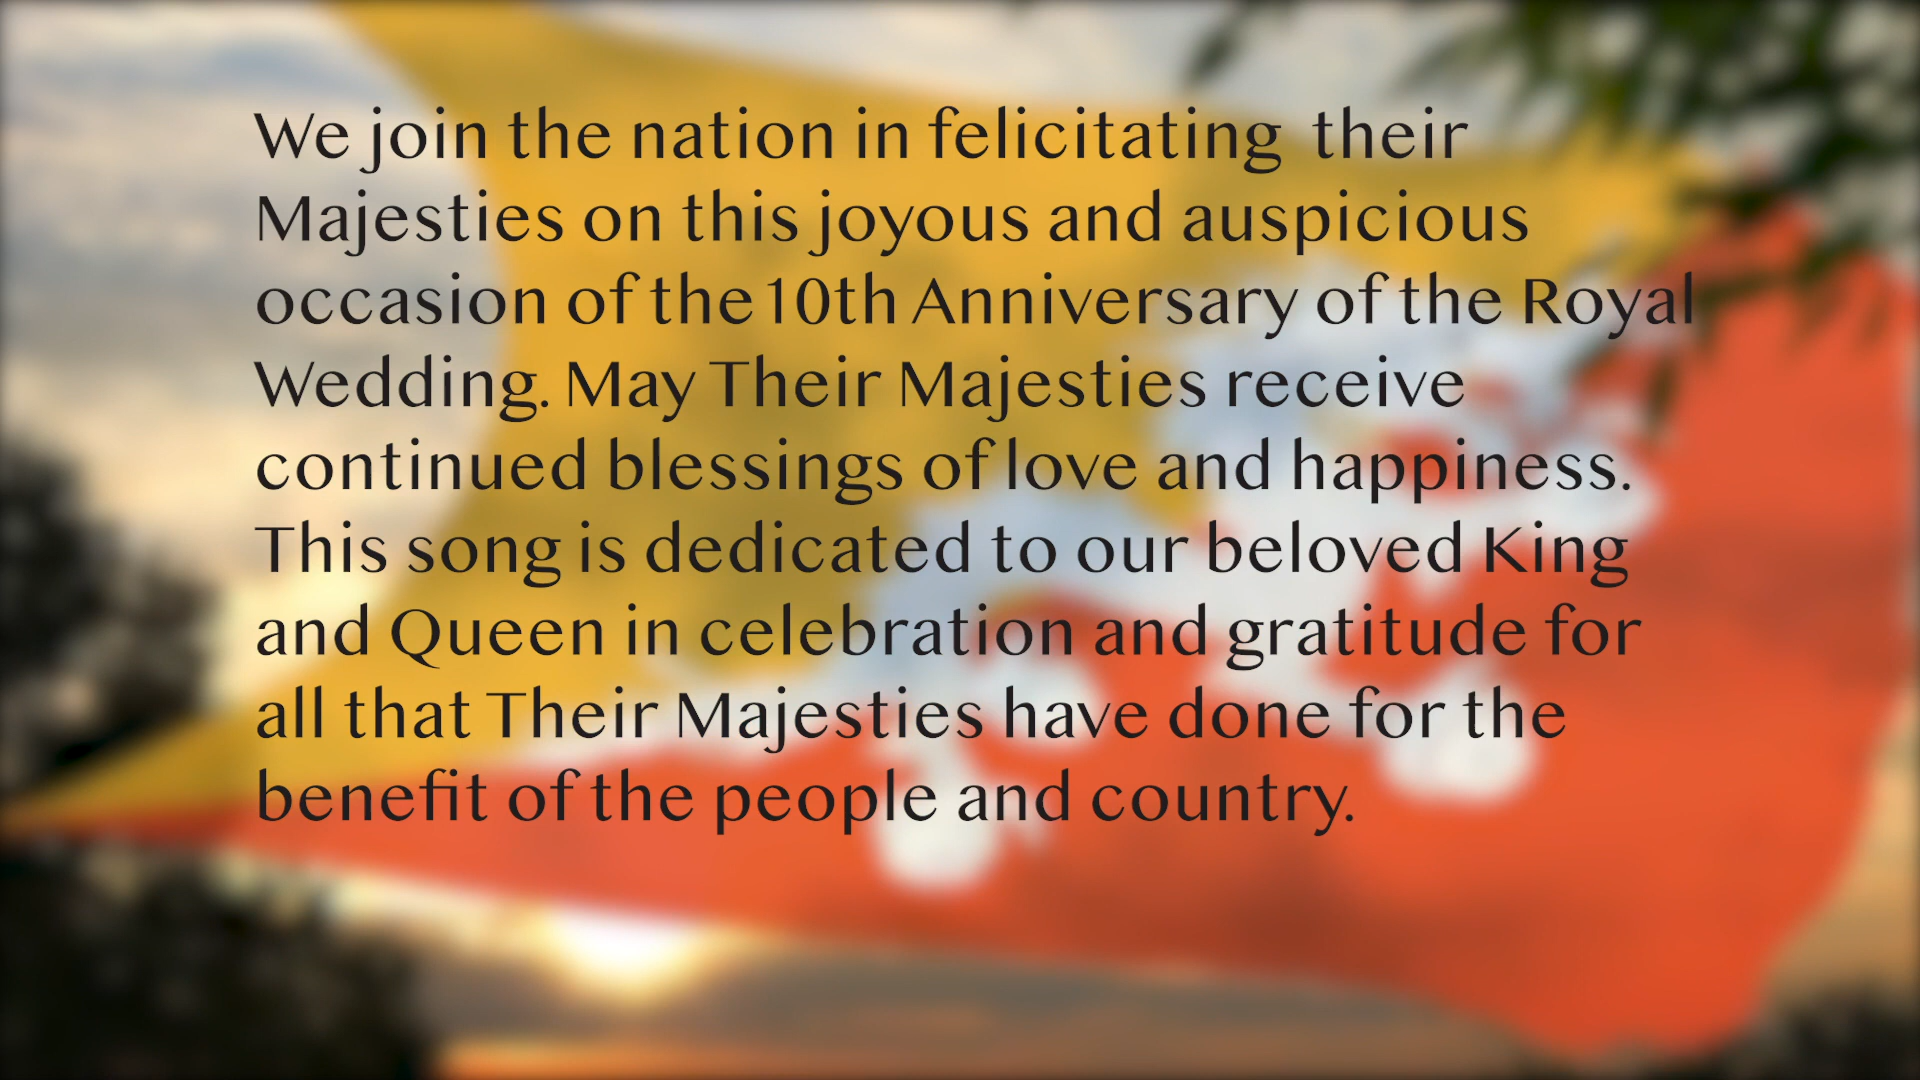 We join the nation in felicitating  their
Majesties on this joyous and auspicious
occasion of the10th Anniversary of the Royal
Wedding. May Their Majesties receive
continued blessings of love and happiness.
This song is dedicated to our beloved King
and Queen in celebration and gratitude for
all that Their Majesties have done for the
benefit of the people and country.